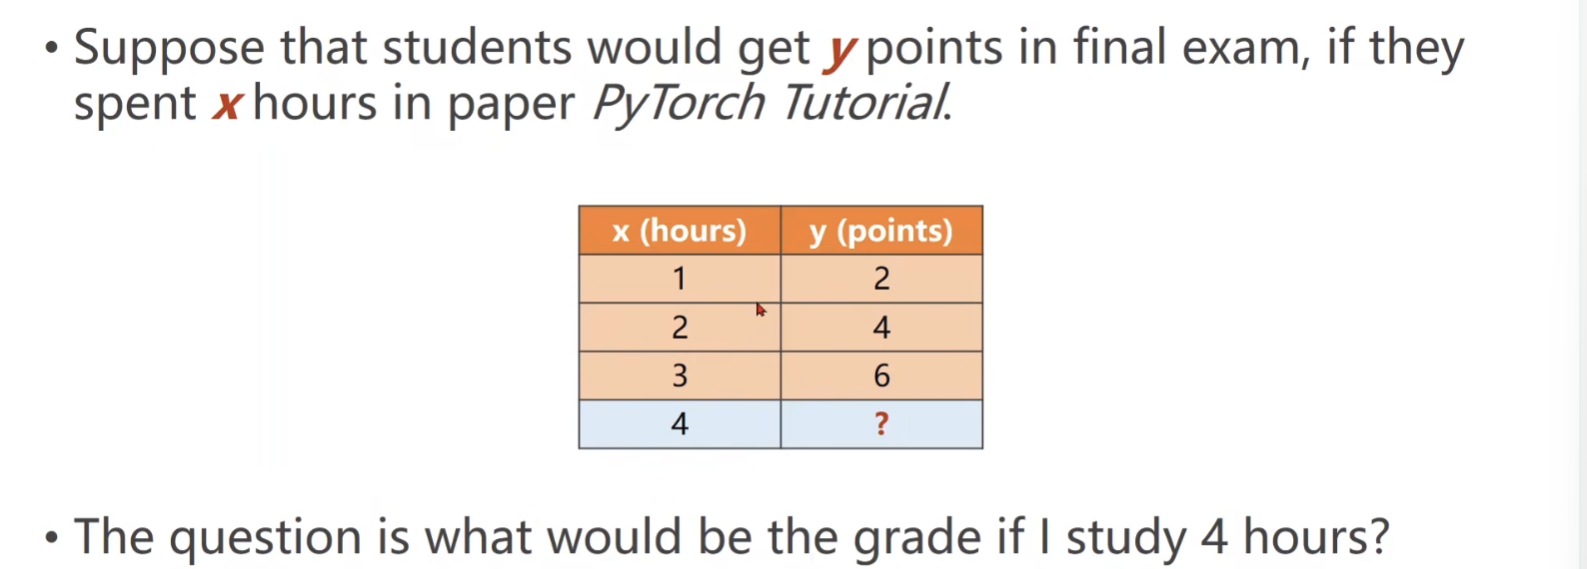 • Suppose that students would get y points in final exam, if they
spent x hours in paper PyTorch Tutorial.
x (hours) y (points)
1 2
2 4
3 6
4 ?
• The question is what would be the grade if I study 4 hours?